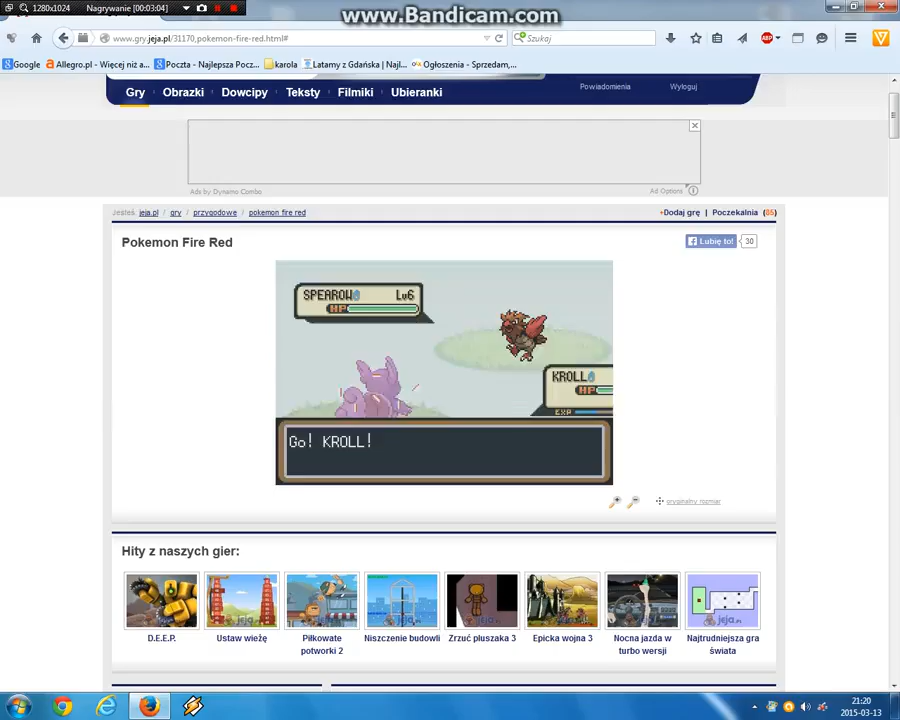 1280x1024
Nagrywanie [00:03:04]
www.Bandicam.com
www.gry.jeja.pl/31170,pokemon-fire-red.html#
Szukaj
Google
Allegro.pl - Więcej niż a...
Poczta - Najlepsza Pocz...
karola
Latamy z Gdańska | Najl...
Ogłoszenia - Sprzedam,...
Gry
Obrazki
Dowcipy
Teksty
Filmiki
Ubieranki
Powiadomienia
Wyloguj
Ads by Dynamo Combo
Ad Options
Jesteś: jeja.pl / gry / przygodowe / pokemon fire red
+Dodaj grę | Poczekalnia (85)
Pokemon Fire Red
Lubię to!
30
SPEAROW Lv6
HP
KROLL
HP
EXP
Go! KROLL!
oryginalny rozmiar
Hity z naszych gier:
D.E.E.P.
Ustaw wieżę
Piłkowate potworki 2
Niszczenie budowli
Zrzuć pluszaka 3
Epicka wojna 3
Nocna jazda w turbo wersji
Najtrudniejsza gra świata
21:20
2015-03-13